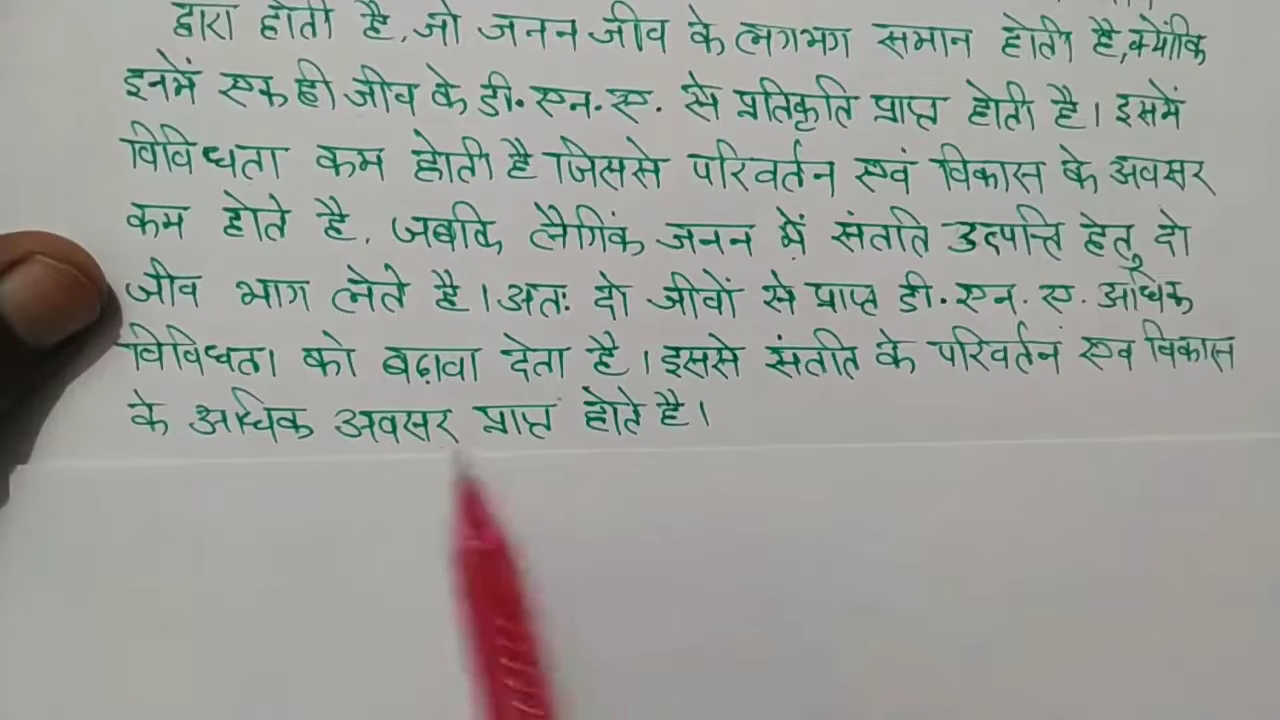 द्वारा होती है, जो जनन जीव के लगभग समान होती है, क्योंकि
इनमें एक ही जीव के डी.एन.ए. से प्रतिकृति प्राप्त होती है। इसमें
विविधता कम होती है जिससे परिवर्तन एवं विकास के अवसर
कम होते है, जबकि लैगिंक जनन में संतति उत्पत्ति हेतु दो
जीव भाग लेते है। अतः दो जीवों से प्राप्त डी.एन.ए. अधिक
विविधता को बढ़ावा देता है। इससे संतति के परिवर्तन एवं विकास
के अधिक अवसर प्राप्त होते है।